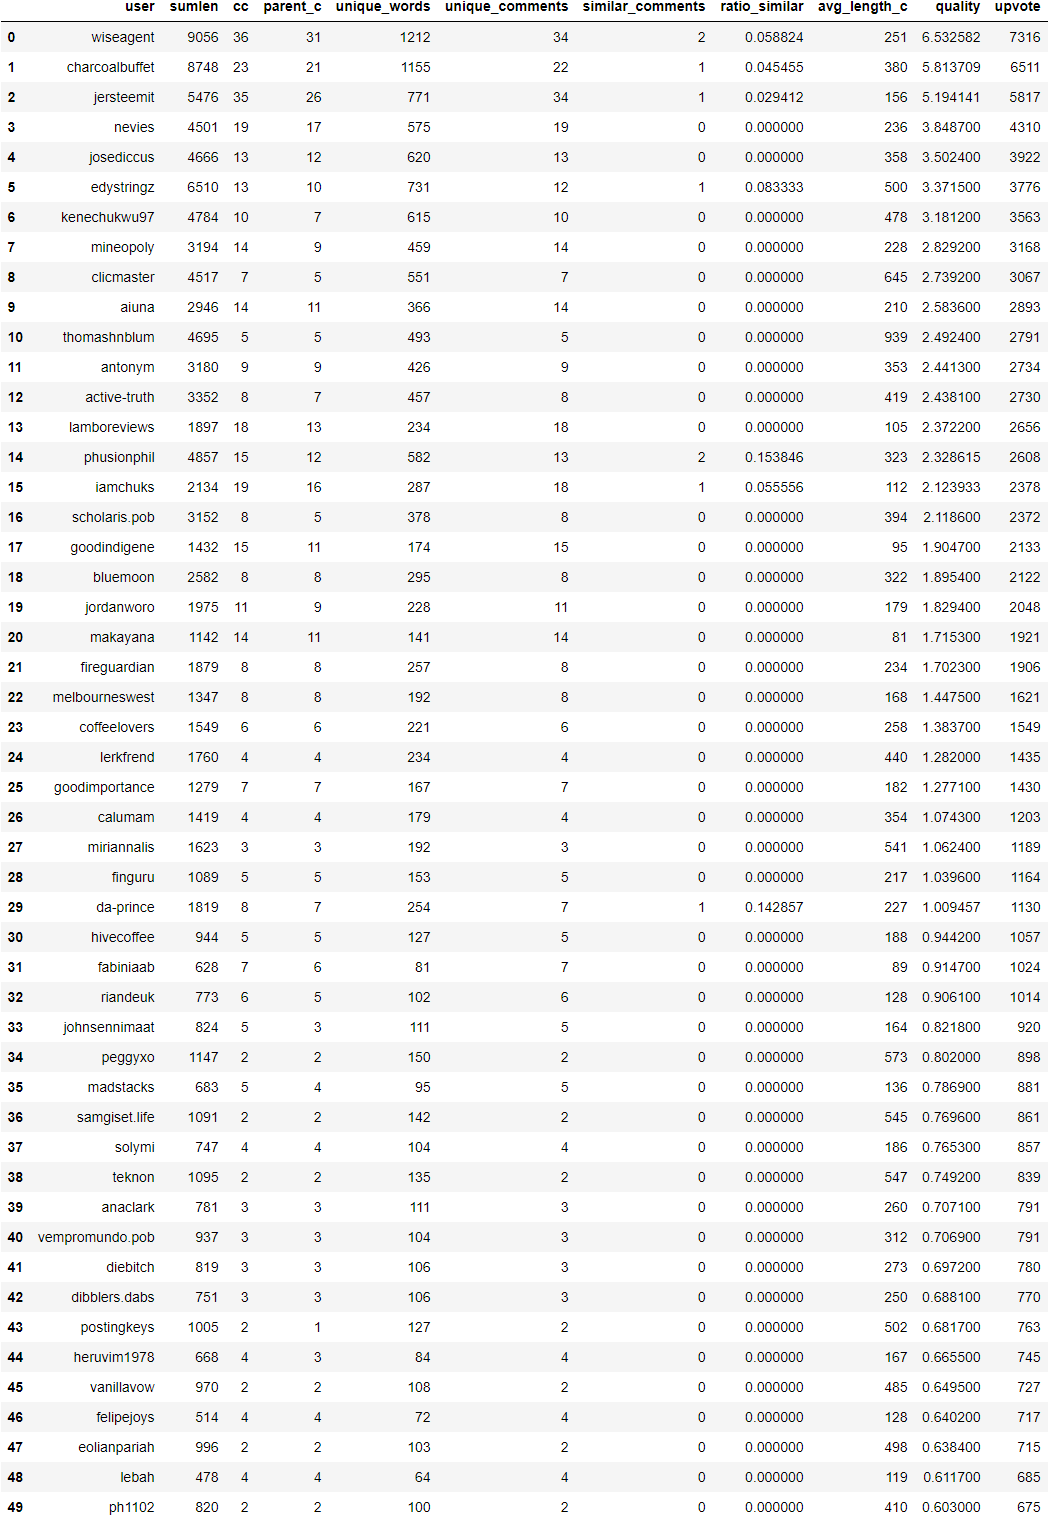 user sumlen cc parent_c unique_words unique_comments similar_comments ratio_similar avg_length_c quality upvote
0 wiseagent 9056 36 31 1212 34 2 0.058824 251 6.532582 7316
1 charcoalbuffet 8748 23 21 1155 22 1 0.045455 380 5.813709 6511
2 jersteemit 5476 35 26 771 34 1 0.029412 156 5.194141 5817
3 nevies 4501 19 17 575 19 0 0.000000 236 3.848700 4310
4 josediccus 4666 13 12 620 13 0 0.000000 358 3.502400 3922
5 edystringz 6510 13 10 731 12 1 0.083333 500 3.371500 3776
6 kenechukwu97 4784 10 7 615 10 0 0.000000 478 3.181200 3563
7 mineopoly 3194 14 9 459 14 0 0.000000 228 2.829200 3168
8 clicmaster 4517 7 5 551 7 0 0.000000 645 2.739200 3067
9 aiuna 2946 14 11 366 14 0 0.000000 210 2.583600 2893
10 thomashnblum 4695 5 5 493 5 0 0.000000 939 2.492400 2791
11 antonym 3180 9 9 426 9 0 0.000000 353 2.441300 2734
12 active-truth 3352 8 7 457 8 0 0.000000 419 2.438100 2730
13 lamboreviews 1897 18 13 234 18 0 0.000000 105 2.372200 2656
14 phusionphil 4857 15 12 582 13 2 0.153846 323 2.328615 2608
15 iamchuks 2134 19 16 287 18 1 0.055556 112 2.123933 2378
16 scholaris.pob 3152 8 5 378 8 0 0.000000 394 2.118600 2372
17 goodindigene 1432 15 11 174 15 0 0.000000 95 1.904700 2133
18 bluemoon 2582 8 8 295 8 0 0.000000 322 1.895400 2122
19 jordanworo 1975 11 9 228 11 0 0.000000 179 1.829400 2048
20 makayana 1142 14 11 141 14 0 0.000000 81 1.715300 1921
21 fireguardian 1879 8 8 257 8 0 0.000000 234 1.702300 1906
22 melbourneswest 1347 8 8 192 8 0 0.000000 168 1.447500 1621
23 coffeelovers 1549 6 6 221 6 0 0.000000 258 1.383700 1549
24 lerkfrend 1760 4 4 234 4 0 0.000000 440 1.282000 1435
25 goodimportance 1279 7 7 167 7 0 0.000000 182 1.277100 1430
26 calumam 1419 4 4 179 4 0 0.000000 354 1.074300 1203
27 miriannalis 1623 3 3 192 3 0 0.000000 541 1.062400 1189
28 finguru 1089 5 5 153 5 0 0.000000 217 1.039600 1164
29 da-prince 1819 8 7 254 7 1 0.142857 227 1.009457 1130
30 hivecoffee 944 5 5 127 5 0 0.000000 188 0.944200 1057
31 fabiniaab 628 7 6 81 7 0 0.000000 89 0.914700 1024
32 riandeuk 773 6 5 102 6 0 0.000000 128 0.906100 1014
33 johnsennimaat 824 5 3 111 5 0 0.000000 164 0.821800 920
34 peggyxo 1147 2 2 150 2 0 0.000000 573 0.802000 898
35 madstacks 683 5 4 95 5 0 0.000000 136 0.786900 881
36 samgiset.life 1091 2 2 142 2 0 0.000000 545 0.769600 861
37 solymi 747 4 4 104 4 0 0.000000 186 0.765300 857
38 teknon 1095 2 2 135 2 0 0.000000 547 0.749200 839
39 anaclark 781 3 3 111 3 0 0.000000 260 0.707100 791
40 vempromundo.pob 937 3 3 104 3 0 0.000000 312 0.706900 791
41 diebitch 819 3 3 106 3 0 0.000000 273 0.697200 780
42 dibblers.dabs 751 3 3 106 3 0 0.000000 250 0.688100 770
43 postingkeys 1005 2 1 127 2 0 0.000000 502 0.681700 763
44 heruvim1978 668 4 3 84 4 0 0.000000 167 0.665500 745
45 vanillavow 970 2 2 108 2 0 0.000000 485 0.649500 727
46 felipejoys 514 4 4 72 4 0 0.000000 128 0.640200 717
47 eolianpariah 996 2 2 103 2 0 0.000000 498 0.638400 715
48 lebah 478 4 4 64 4 0 0.000000 119 0.611700 685
49 ph1102 820 2 2 100 2 0 0.000000 410 0.603000 675